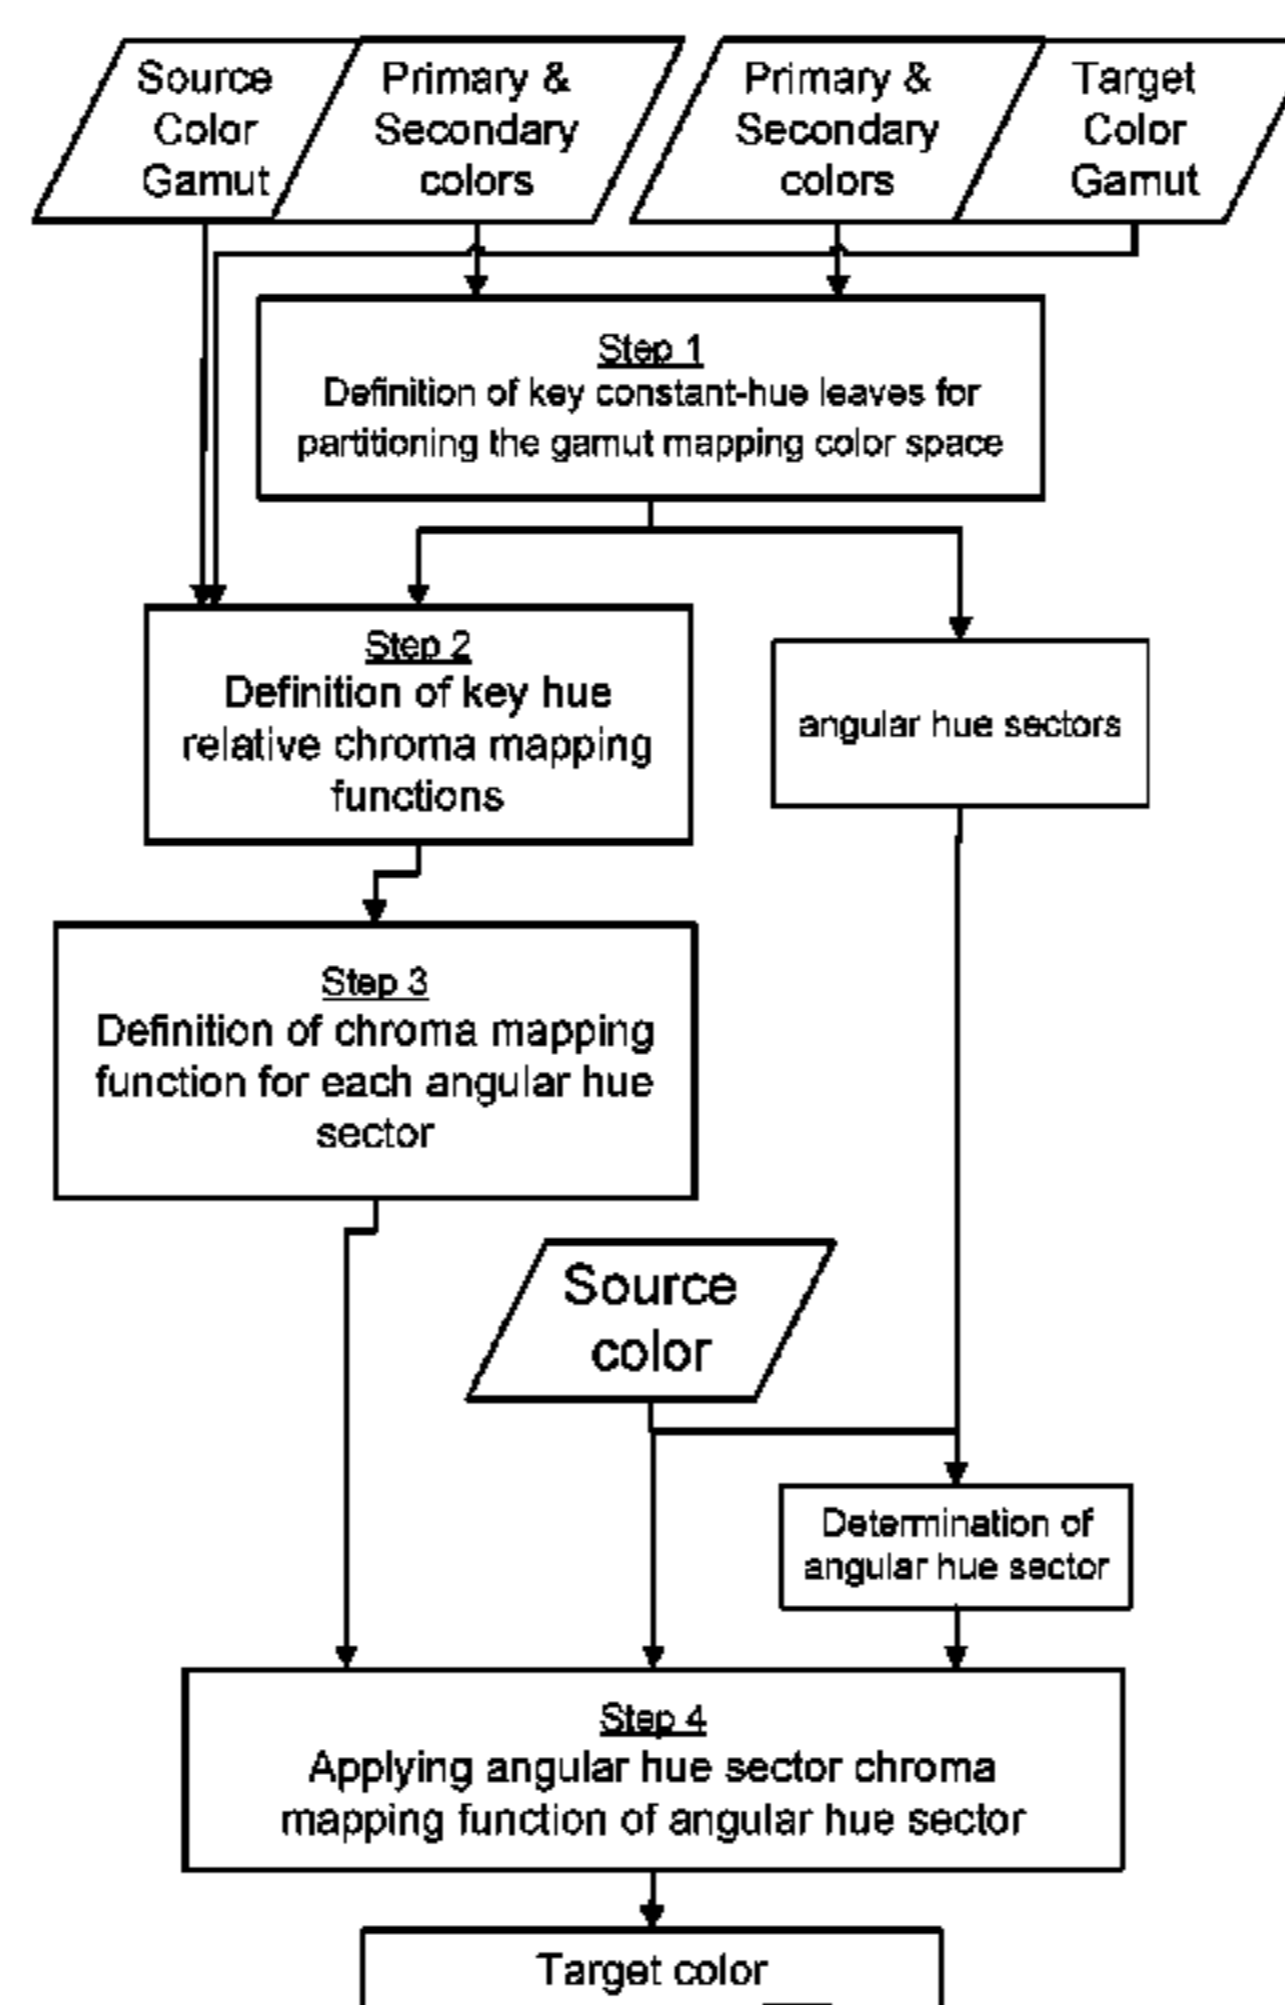 Source
Color
Gamut
Primary &
Secondary
colors
Primary &
Secondary
colors
Target
Color
Gamut
Step 1
Definition of key constant-hue leaves for
partitioning the gamut mapping color space
Step 2
Definition of key hue
relative chroma mapping
functions
angular hue sectors
Step 3
Definition of chroma mapping
function for each angular hue
sector
Source
color
Determination of
angular hue sector
Step 4
Applying angular hue sector chroma
mapping function of angular hue sector
Target color